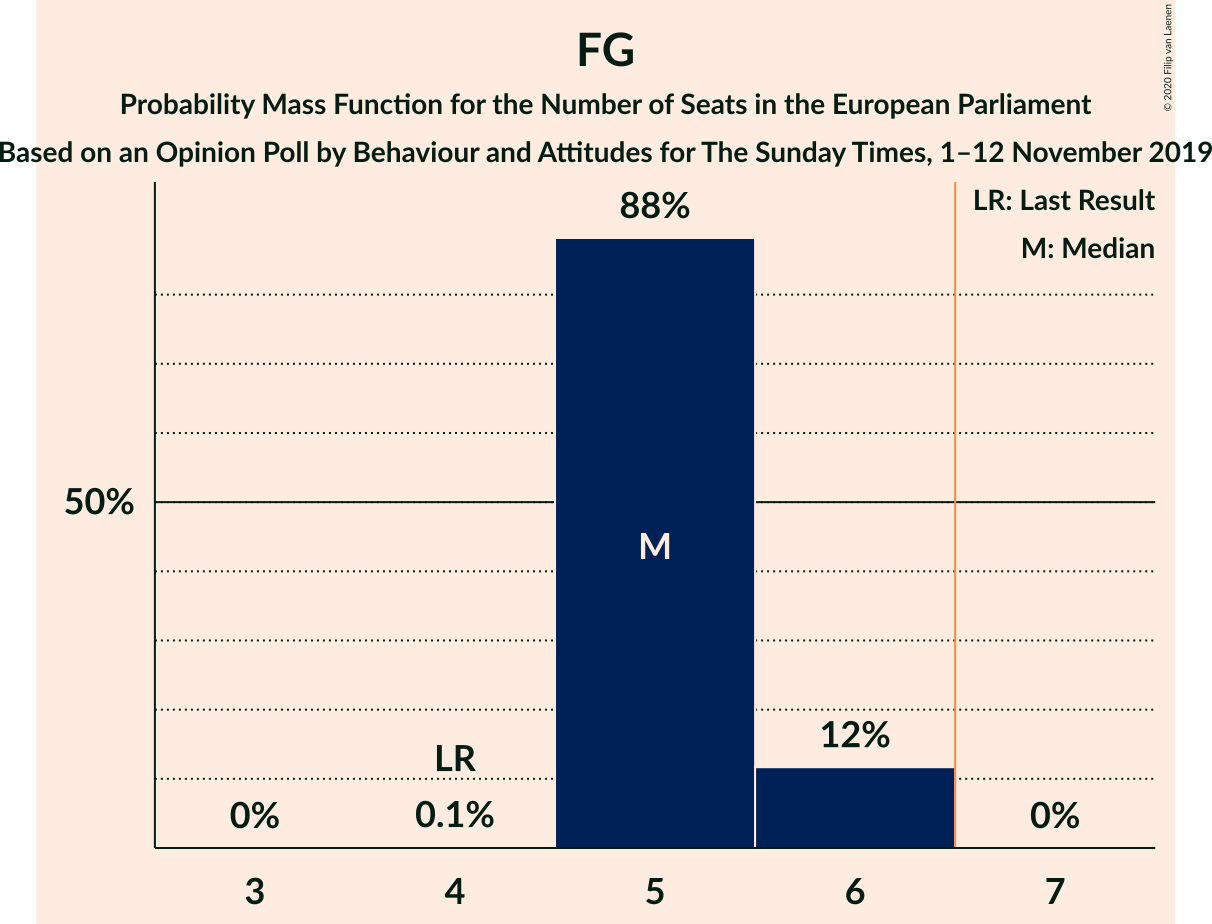 FG
Probability Mass Function for the Number of Seats in the European Parliament
Based on an Opinion Poll by Behaviour and Attitudes for The Sunday Times, 1–12 November 2019
© 2020 Filip van Laenen
LR: Last Result
M: Median
88%
50%
M
12%
LR
0%
0.1%
0%
3
4
5
6
7